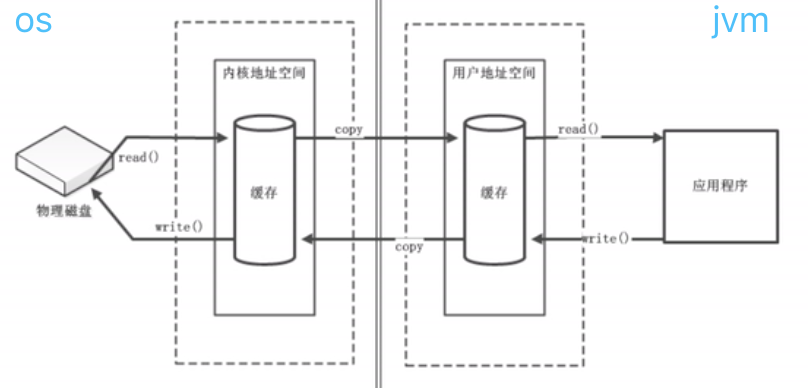 os
jvm
内核地址空间
用户地址空间
copy
read()
read()
缓存
缓存
应用程序
物理磁盘
write()
copy
write()